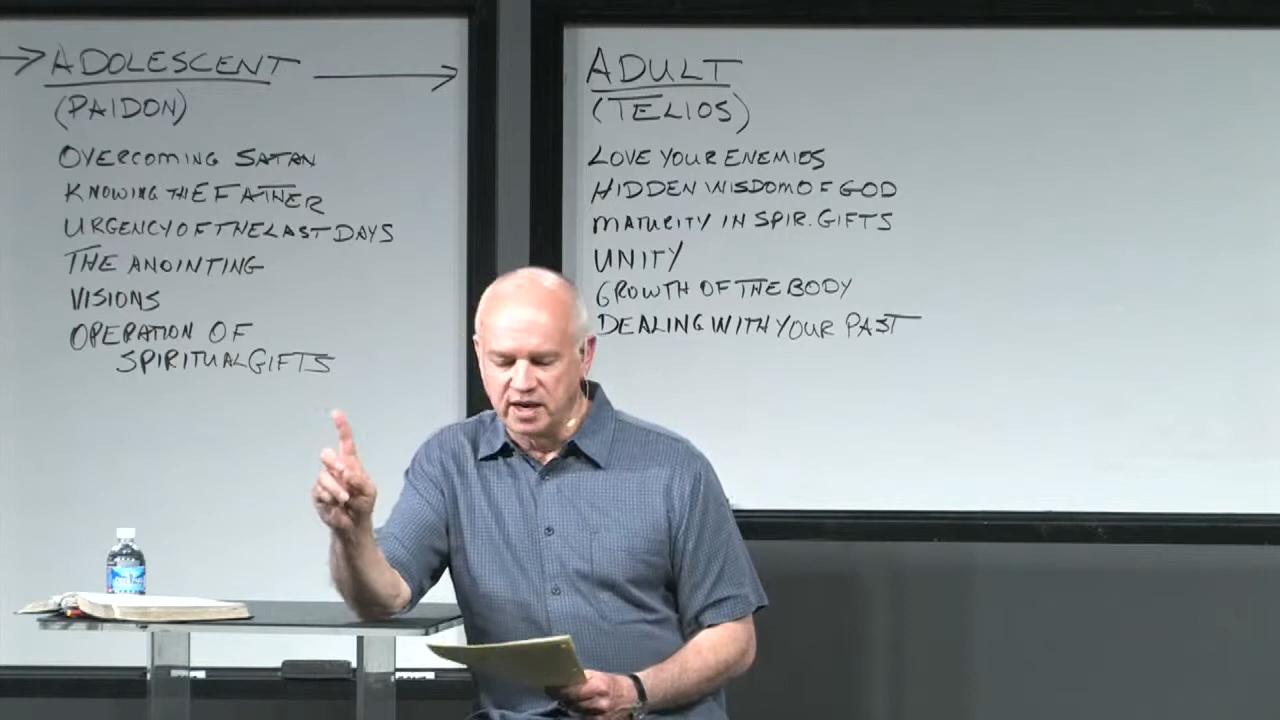 ADOLESCENT
(PAIDON)
OVERCOMING SATAN
KNOWING THE FATHER
URGENCY OF THE LAST DAYS
THE ANOINTING
VISIONS
OPERATION OF
SPIRITUAL GIFTS
ADULT
(TELIOS)
LOVE YOUR ENEMIES
HIDDEN WISDOM OF GOD
MATURITY IN SPIR. GIFTS
UNITY
GROWTH OF THE BODY
DEALING WITH YOUR PAST